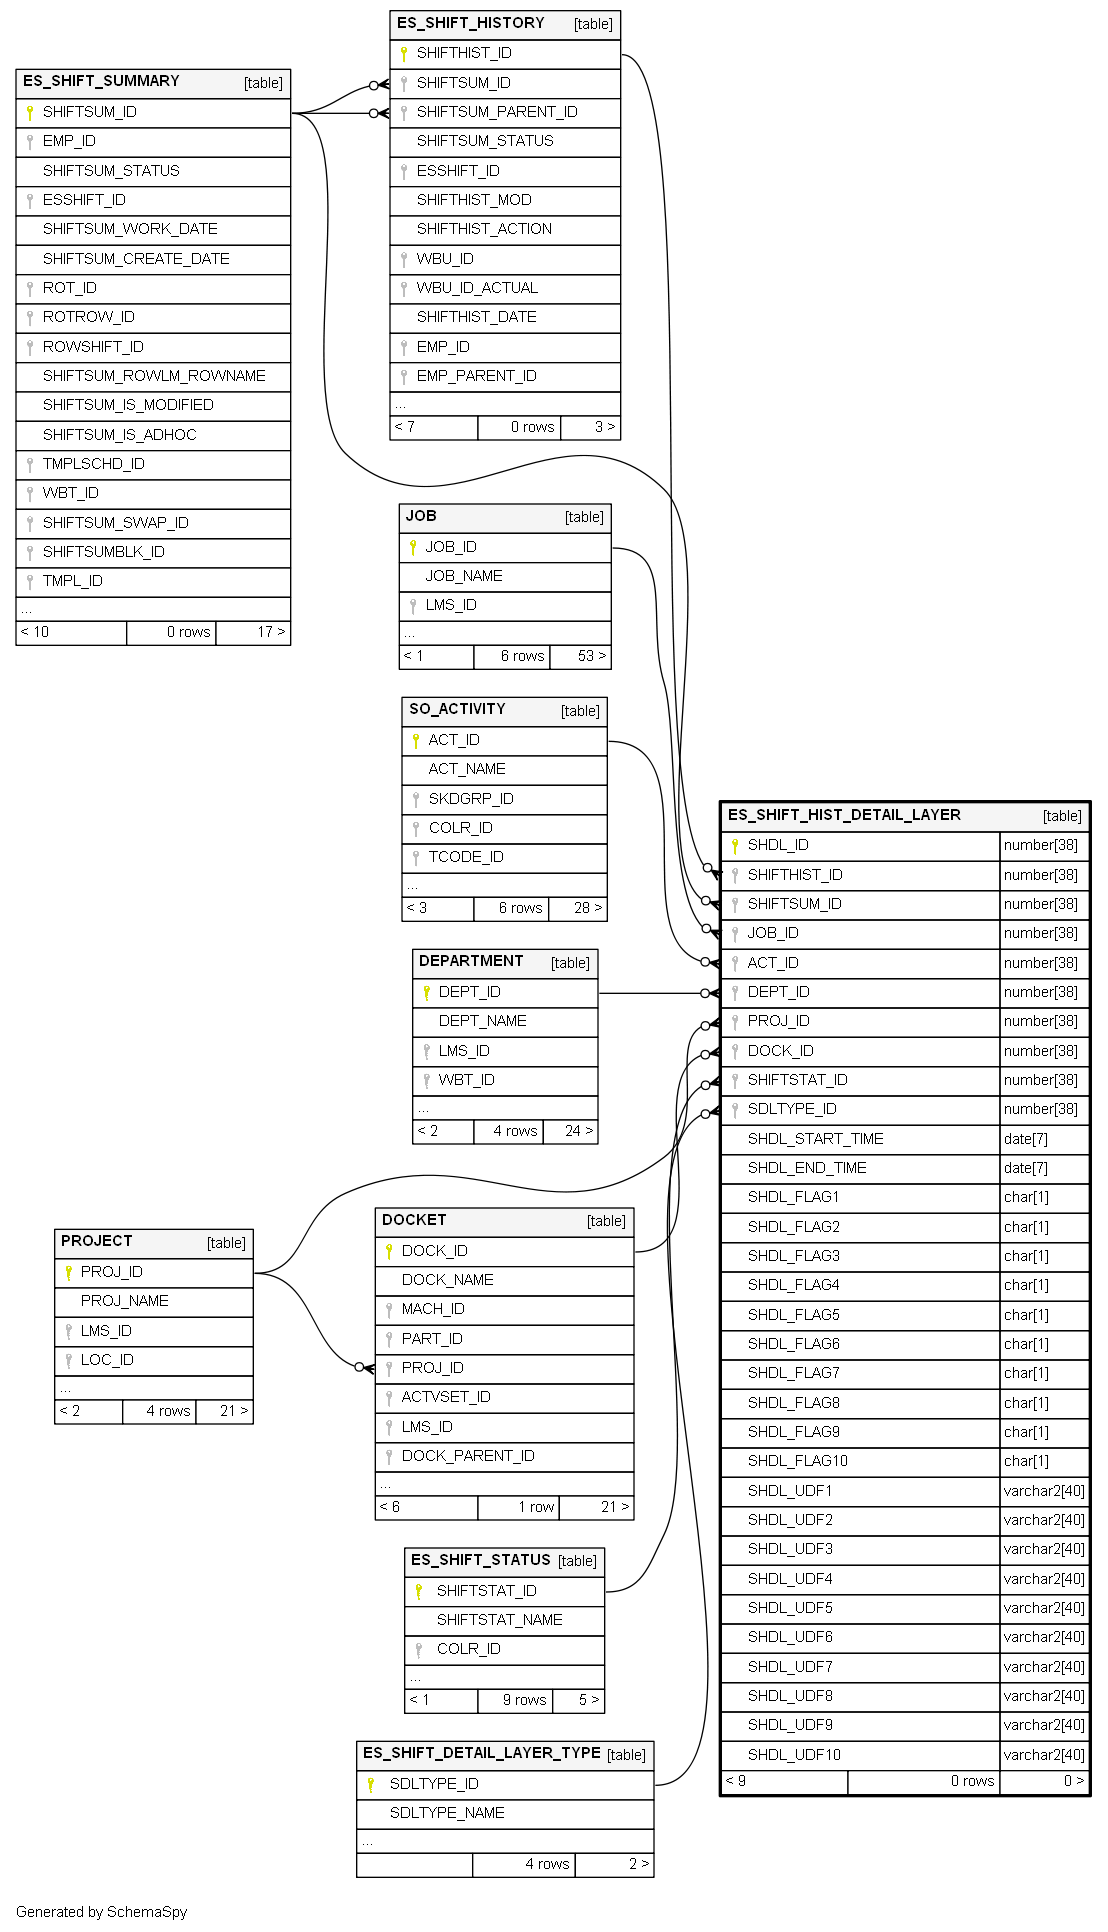 ES_SHIFT_HISTORY [table]
SHIFTHIST_ID
SHIFTSUM_ID
SHIFTSUM_PARENT_ID
SHIFTSUM_STATUS
ESSHIFT_ID
SHIFTHIST_MOD
SHIFTHIST_ACTION
WBU_ID
WBU_ID_ACTUAL
SHIFTHIST_DATE
EMP_ID
EMP_PARENT_ID
...
< 7 0 rows 3 >
ES_SHIFT_SUMMARY [table]
SHIFTSUM_ID
EMP_ID
SHIFTSUM_STATUS
ESSHIFT_ID
SHIFTSUM_WORK_DATE
SHIFTSUM_CREATE_DATE
ROT_ID
ROTROW_ID
ROWSHIFT_ID
SHIFTSUM_ROWLM_ROWNAME
SHIFTSUM_IS_MODIFIED
SHIFTSUM_IS_ADHOC
TMPLSCHD_ID
WBT_ID
SHIFTSUM_SWAP_ID
SHIFTSUMBLK_ID
TMPL_ID
...
< 10 0 rows 17 >
JOB [table]
JOB_ID
JOB_NAME
LMS_ID
...
< 1 6 rows 53 >
SO_ACTIVITY [table]
ACT_ID
ACT_NAME
SKDGRP_ID
COLR_ID
TCODE_ID
...
< 3 6 rows 28 >
DEPARTMENT [table]
DEPT_ID
DEPT_NAME
LMS_ID
WBT_ID
...
< 2 4 rows 24 >
PROJECT [table]
PROJ_ID
PROJ_NAME
LMS_ID
LOC_ID
...
< 2 4 rows 21 >
DOCKET [table]
DOCK_ID
DOCK_NAME
MACH_ID
PART_ID
PROJ_ID
ACTVSET_ID
LMS_ID
DOCK_PARENT_ID
...
< 6 1 row 21 >
ES_SHIFT_STATUS [table]
SHIFTSTAT_ID
SHIFTSTAT_NAME
COLR_ID
...
< 1 9 rows 5 >
ES_SHIFT_DETAIL_LAYER_TYPE [table]
SDLTYPE_ID
SDLTYPE_NAME
...
4 rows 2 >
ES_SHIFT_HIST_DETAIL_LAYER [table]
SHDL_ID number[38]
SHIFTHIST_ID number[38]
SHIFTSUM_ID number[38]
JOB_ID number[38]
ACT_ID number[38]
DEPT_ID number[38]
PROJ_ID number[38]
DOCK_ID number[38]
SHIFTSTAT_ID number[38]
SDLTYPE_ID number[38]
SHDL_START_TIME date[7]
SHDL_END_TIME date[7]
SHDL_FLAG1 char[1]
SHDL_FLAG2 char[1]
SHDL_FLAG3 char[1]
SHDL_FLAG4 char[1]
SHDL_FLAG5 char[1]
SHDL_FLAG6 char[1]
SHDL_FLAG7 char[1]
SHDL_FLAG8 char[1]
SHDL_FLAG9 char[1]
SHDL_FLAG10 char[1]
SHDL_UDF1 varchar2[40]
SHDL_UDF2 varchar2[40]
SHDL_UDF3 varchar2[40]
SHDL_UDF4 varchar2[40]
SHDL_UDF5 varchar2[40]
SHDL_UDF6 varchar2[40]
SHDL_UDF7 varchar2[40]
SHDL_UDF8 varchar2[40]
SHDL_UDF9 varchar2[40]
SHDL_UDF10 varchar2[40]
< 9 0 rows 0 >
Generated by SchemaSpy